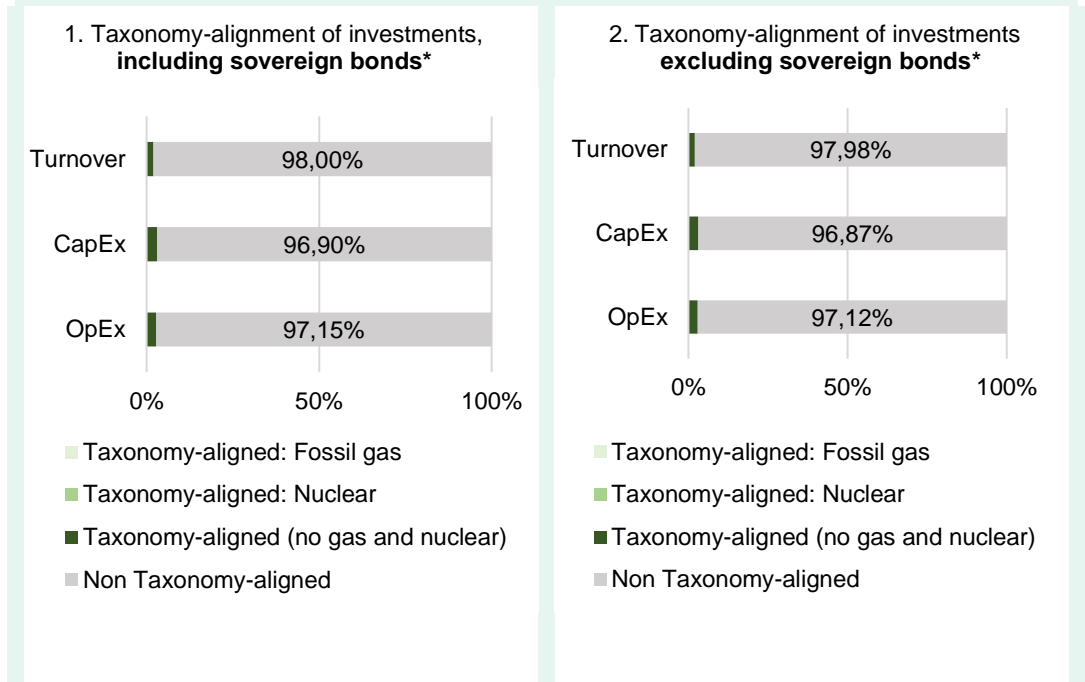 1. Taxonomy-alignment of investments,
including sovereign bonds*
Turnover
98,00%
CapEx
96,90%
OpEx
97,15%
0%
50%
100%
Taxonomy-aligned: Fossil gas
Taxonomy-aligned: Nuclear
Taxonomy-aligned (no gas and nuclear)
Non Taxonomy-aligned
2. Taxonomy-alignment of investments
excluding sovereign bonds*
Turnover
97,98%
CapEx
96,87%
OpEx
97,12%
0%
50%
100%
Taxonomy-aligned: Fossil gas
Taxonomy-aligned: Nuclear
Taxonomy-aligned (no gas and nuclear)
Non Taxonomy-aligned